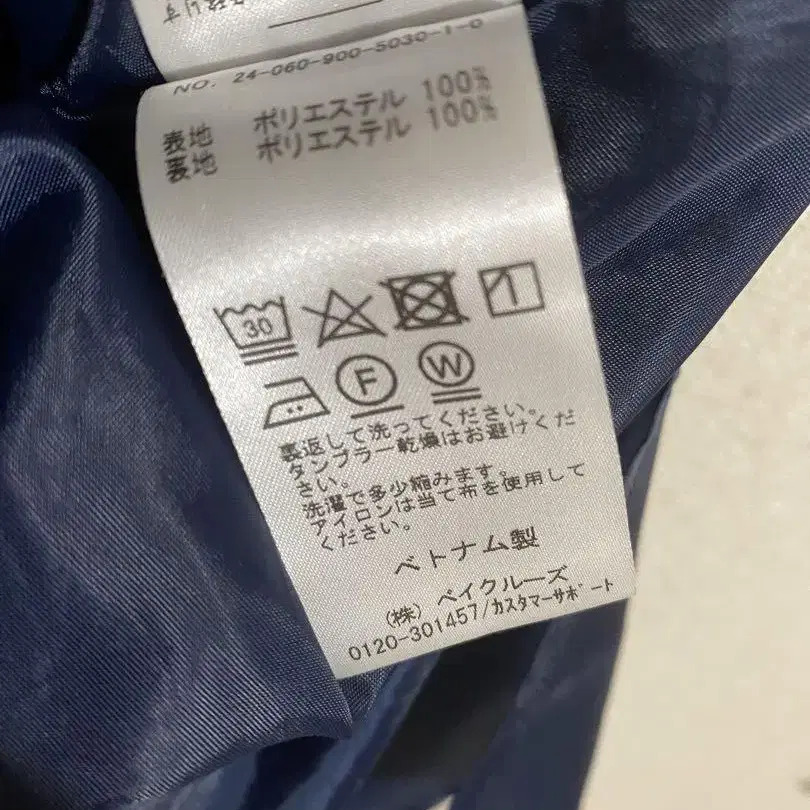 NO. 24-060-900-5030-1-0
表地 ポリエステル 100%
裏地 ポリエステル 100%
30
F
W
裏返して洗ってください。
タンブラー乾燥はお避けくだ
さい。
洗濯で多少縮みます。
アイロンは当て布を使用して
ください。
ベトナム製
(株) ベイクルーズ
0120-301457/カスタマーサポート